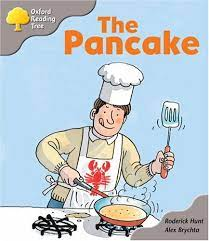 Oxford
Reading
Tree
The
Pancake
Roderick Hunt
Alex Brychta